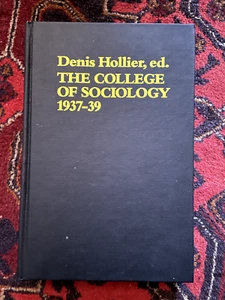 Denis Hollier, ed.
THE COLLEGE
OF SOCIOLOGY
1937–39